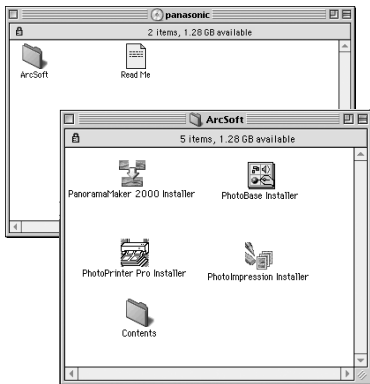 panasonic
2 items, 1.28 GB available
ArcSoft
Read Me
ArcSoft
5 items, 1.28 GB available
PanoramaMaker 2000 Installer
PhotoBase Installer
PhotoPrinter Pro Installer
PhotoImpression Installer
Contents